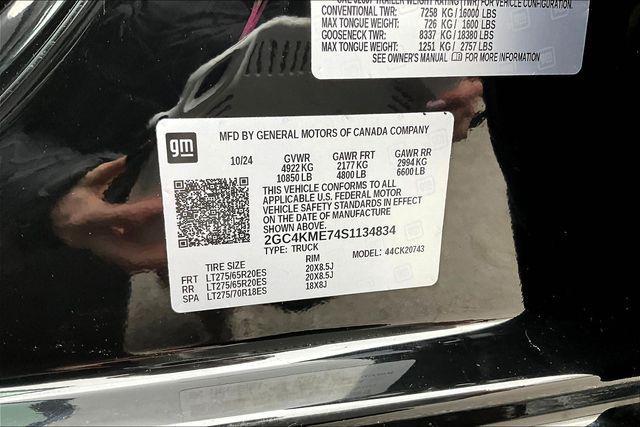 CONVENTIONAL TWR: 7258 KG / 16000 LBS
MAX TONGUE WEIGHT: 726 KG / 1600 LBS
GOOSENECK TWR: 8337 KG / 18380 LBS
MAX TONGUE WEIGHT: 1251 KG / 2757 LBS
SEE OWNER'S MANUAL FOR MORE INFORMATION
gm
MFD BY GENERAL MOTORS OF CANADA COMPANY
10/24 GVWR GAWR FRT GAWR RR
4922 KG 2177 KG 2994 KG
10850 LB 4800 LB 6600 LB
THIS VEHICLE CONFORMS TO ALL
APPLICABLE U.S. FEDERAL MOTOR
VEHICLE SAFETY STANDARDS IN EFFECT
ON THE DATE OF MANUFACTURE
SHOWN ABOVE.
2GC4KME74S1134834
TYPE: TRUCK MODEL: 44CK20743
TIRE SIZE RIM
FRT LT275/65R20ES 20X8.5J
RR LT275/65R20ES 20X8.5J
SPA LT275/70R18ES 18X8J